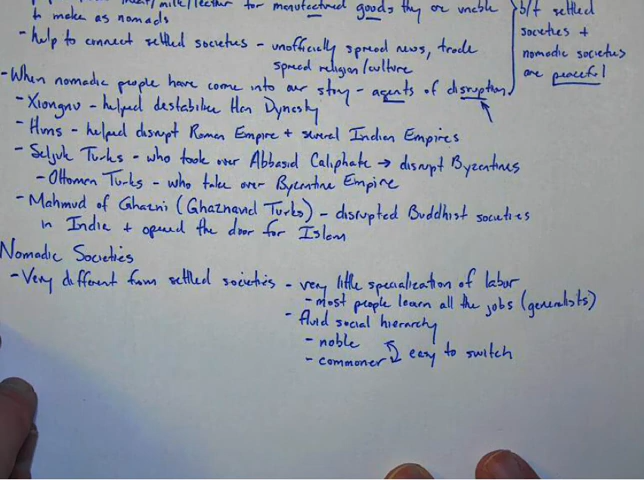 meat/milk/leather for manufactured goods they are unable
to make as nomads
- help to connect settled societies - unofficially spread news, trade
spread religion/culture
b/t settled
societies +
nomadic societies
are peaceful
- When nomadic people have come into our story - agents of disruption
- Xiongnu - helped destabilize Han Dynasty
- Huns - helped disrupt Roman Empire + several Indian Empires
- Seljuk Turks - who took over Abbasid Caliphate → disrupt Byzantines
- Ottoman Turks - who take over Byzantine Empire
- Mahmud of Ghazni (Ghaznavid Turks) - disrupted Buddhist societies
in India + opened the door for Islam
Nomadic Societies
- Very different from settled societies - very little specialization of labor
- most people learn all the jobs (generalists)
- fluid social hierarchy
- noble
- commoner easy to switch